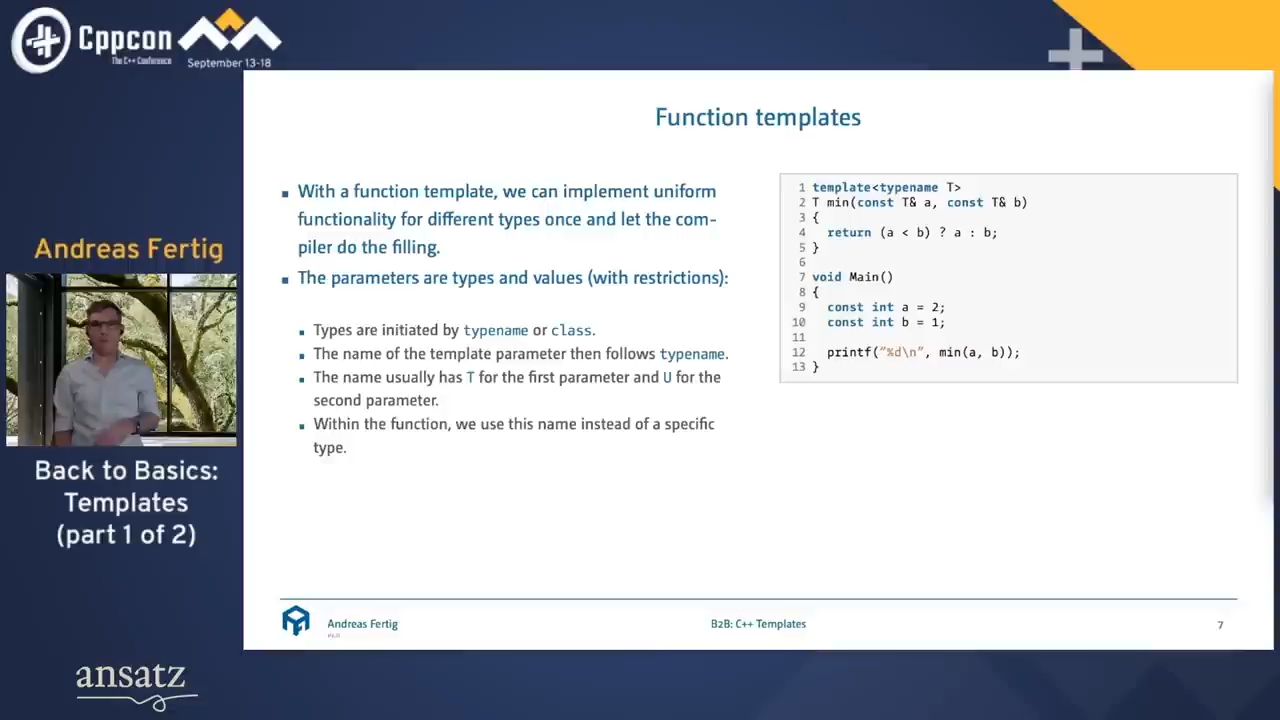 Cppcon
The C++ Conference
September 13-18
Andreas Fertig
Back to Basics:
Templates
(part 1 of 2)
ansatz
Function templates
▪ With a function template, we can implement uniform
functionality for different types once and let the com-
piler do the filling.
▪ The parameters are types and values (with restrictions):
▪ Types are initiated by typename or class.
▪ The name of the template parameter then follows typename.
▪ The name usually has T for the first parameter and U for the
second parameter.
▪ Within the function, we use this name instead of a specific
type.
1 template<typename T>
2 T min(const T& a, const T& b)
3 {
4   return (a < b) ? a : b;
5 }
6
7 void Main()
8 {
9   const int a = 2;
10   const int b = 1;
11
12   printf("%d\n", min(a, b));
13 }
Andreas Fertig
B2B: C++ Templates
7